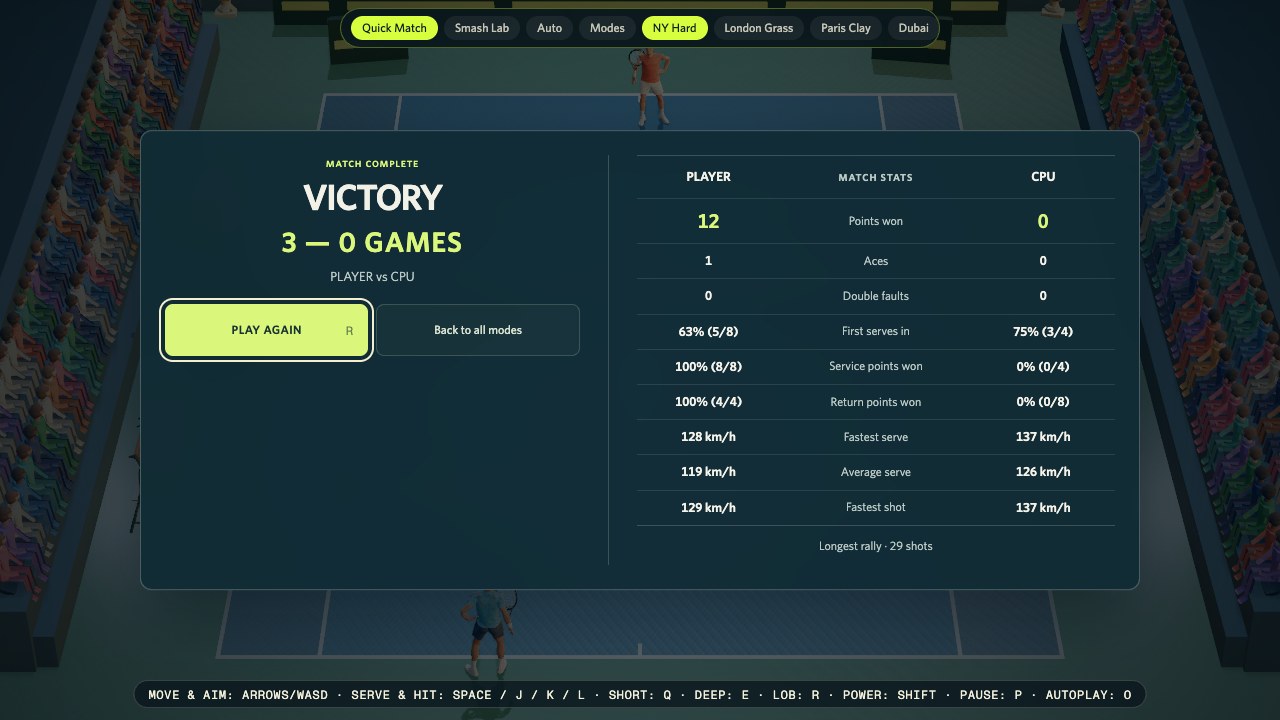 Quick Match Smash Lab Auto Modes NY Hard London Grass Paris Clay Dubai
MATCH COMPLETE
VICTORY
3 — 0 GAMES
PLAYER vs CPU
PLAY AGAIN R
Back to all modes
PLAYER MATCH STATS CPU
12 Points won 0
1 Aces 0
0 Double faults 0
63% (5/8) First serves in 75% (3/4)
100% (8/8) Service points won 0% (0/4)
100% (4/4) Return points won 0% (0/8)
128 km/h Fastest serve 137 km/h
119 km/h Average serve 126 km/h
129 km/h Fastest shot 137 km/h
Longest rally · 29 shots
MOVE & AIM: ARROWS/WASD · SERVE & HIT: SPACE / J / K / L · SHORT: Q · DEEP: E · LOB: R · POWER: SHIFT · PAUSE: P · AUTOPLAY: O